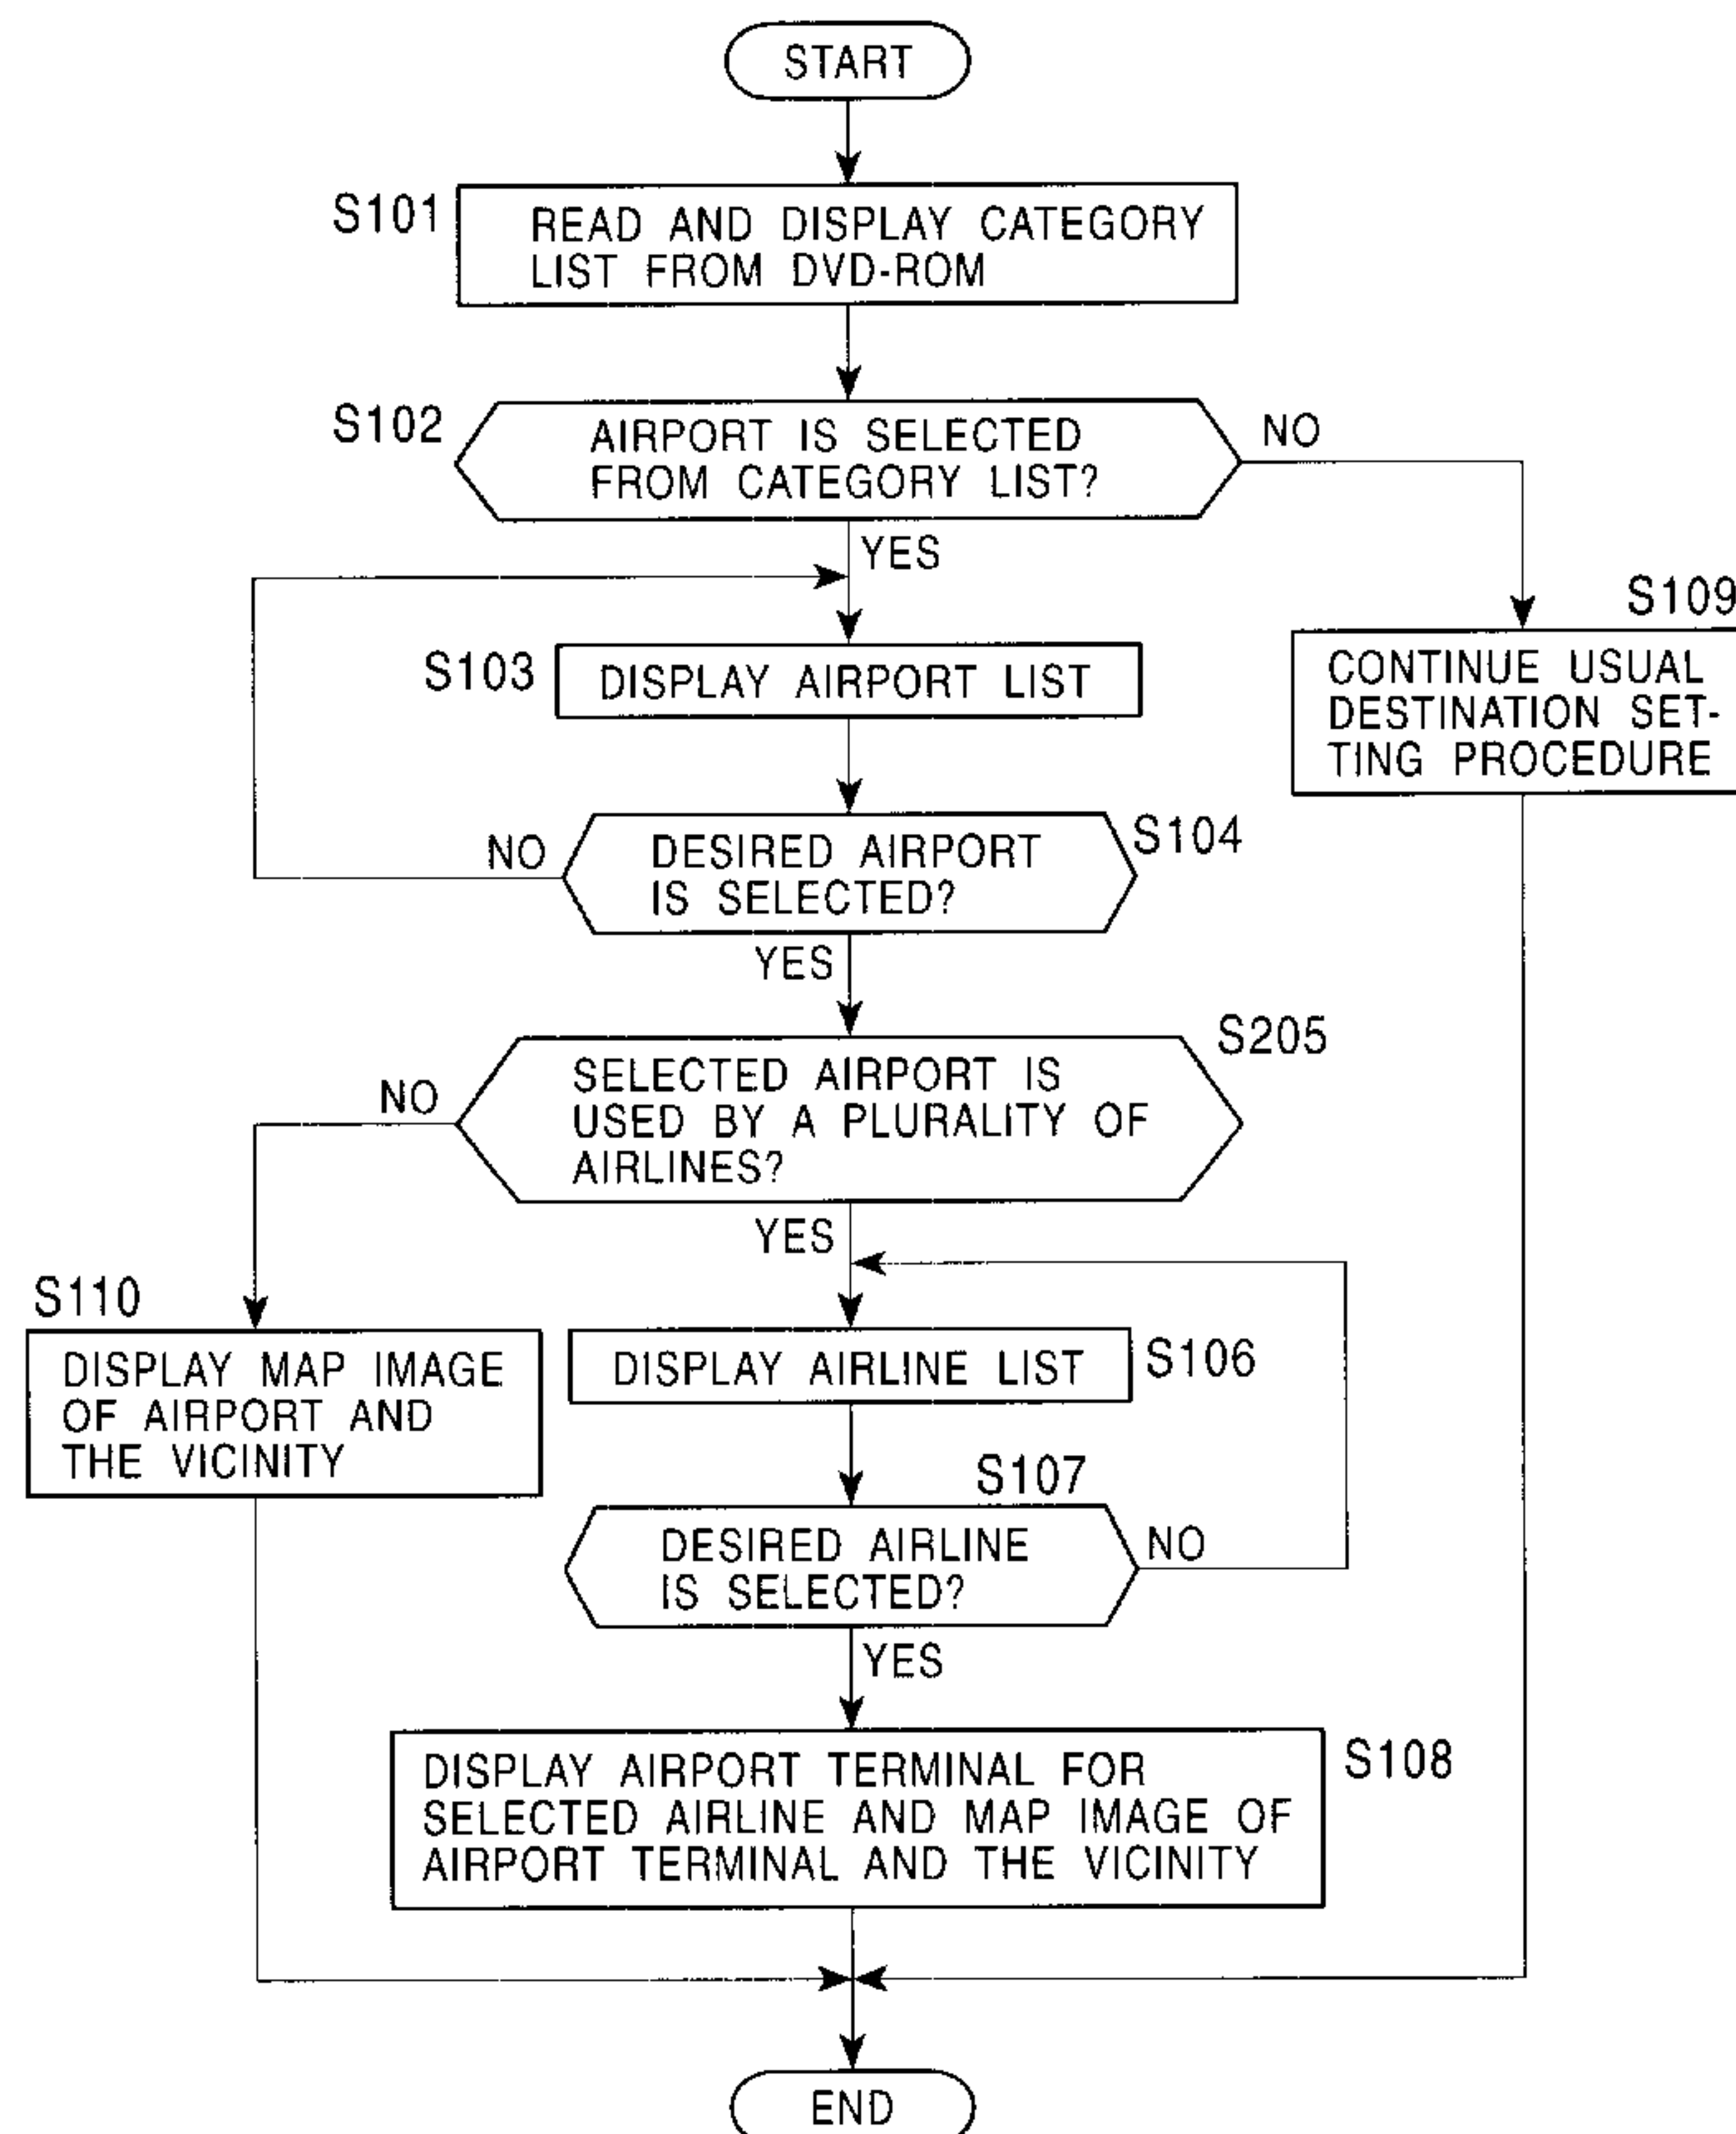 START
S101
READ AND DISPLAY CATEGORY
LIST FROM DVD-ROM
S102
AIRPORT IS SELECTED
FROM CATEGORY LIST?
NO
YES
S109
CONTINUE USUAL
DESTINATION SET-
TING PROCEDURE
S103
DISPLAY AIRPORT LIST
NO
DESIRED AIRPORT
IS SELECTED?
S104
YES
S205
NO
SELECTED AIRPORT IS
USED BY A PLURALITY OF
AIRLINES?
YES
S110
DISPLAY MAP IMAGE
OF AIRPORT AND
THE VICINITY
DISPLAY AIRLINE LIST
S106
S107
DESIRED AIRLINE
IS SELECTED?
NO
YES
DISPLAY AIRPORT TERMINAL FOR
SELECTED AIRLINE AND MAP IMAGE OF
AIRPORT TERMINAL AND THE VICINITY
S108
END